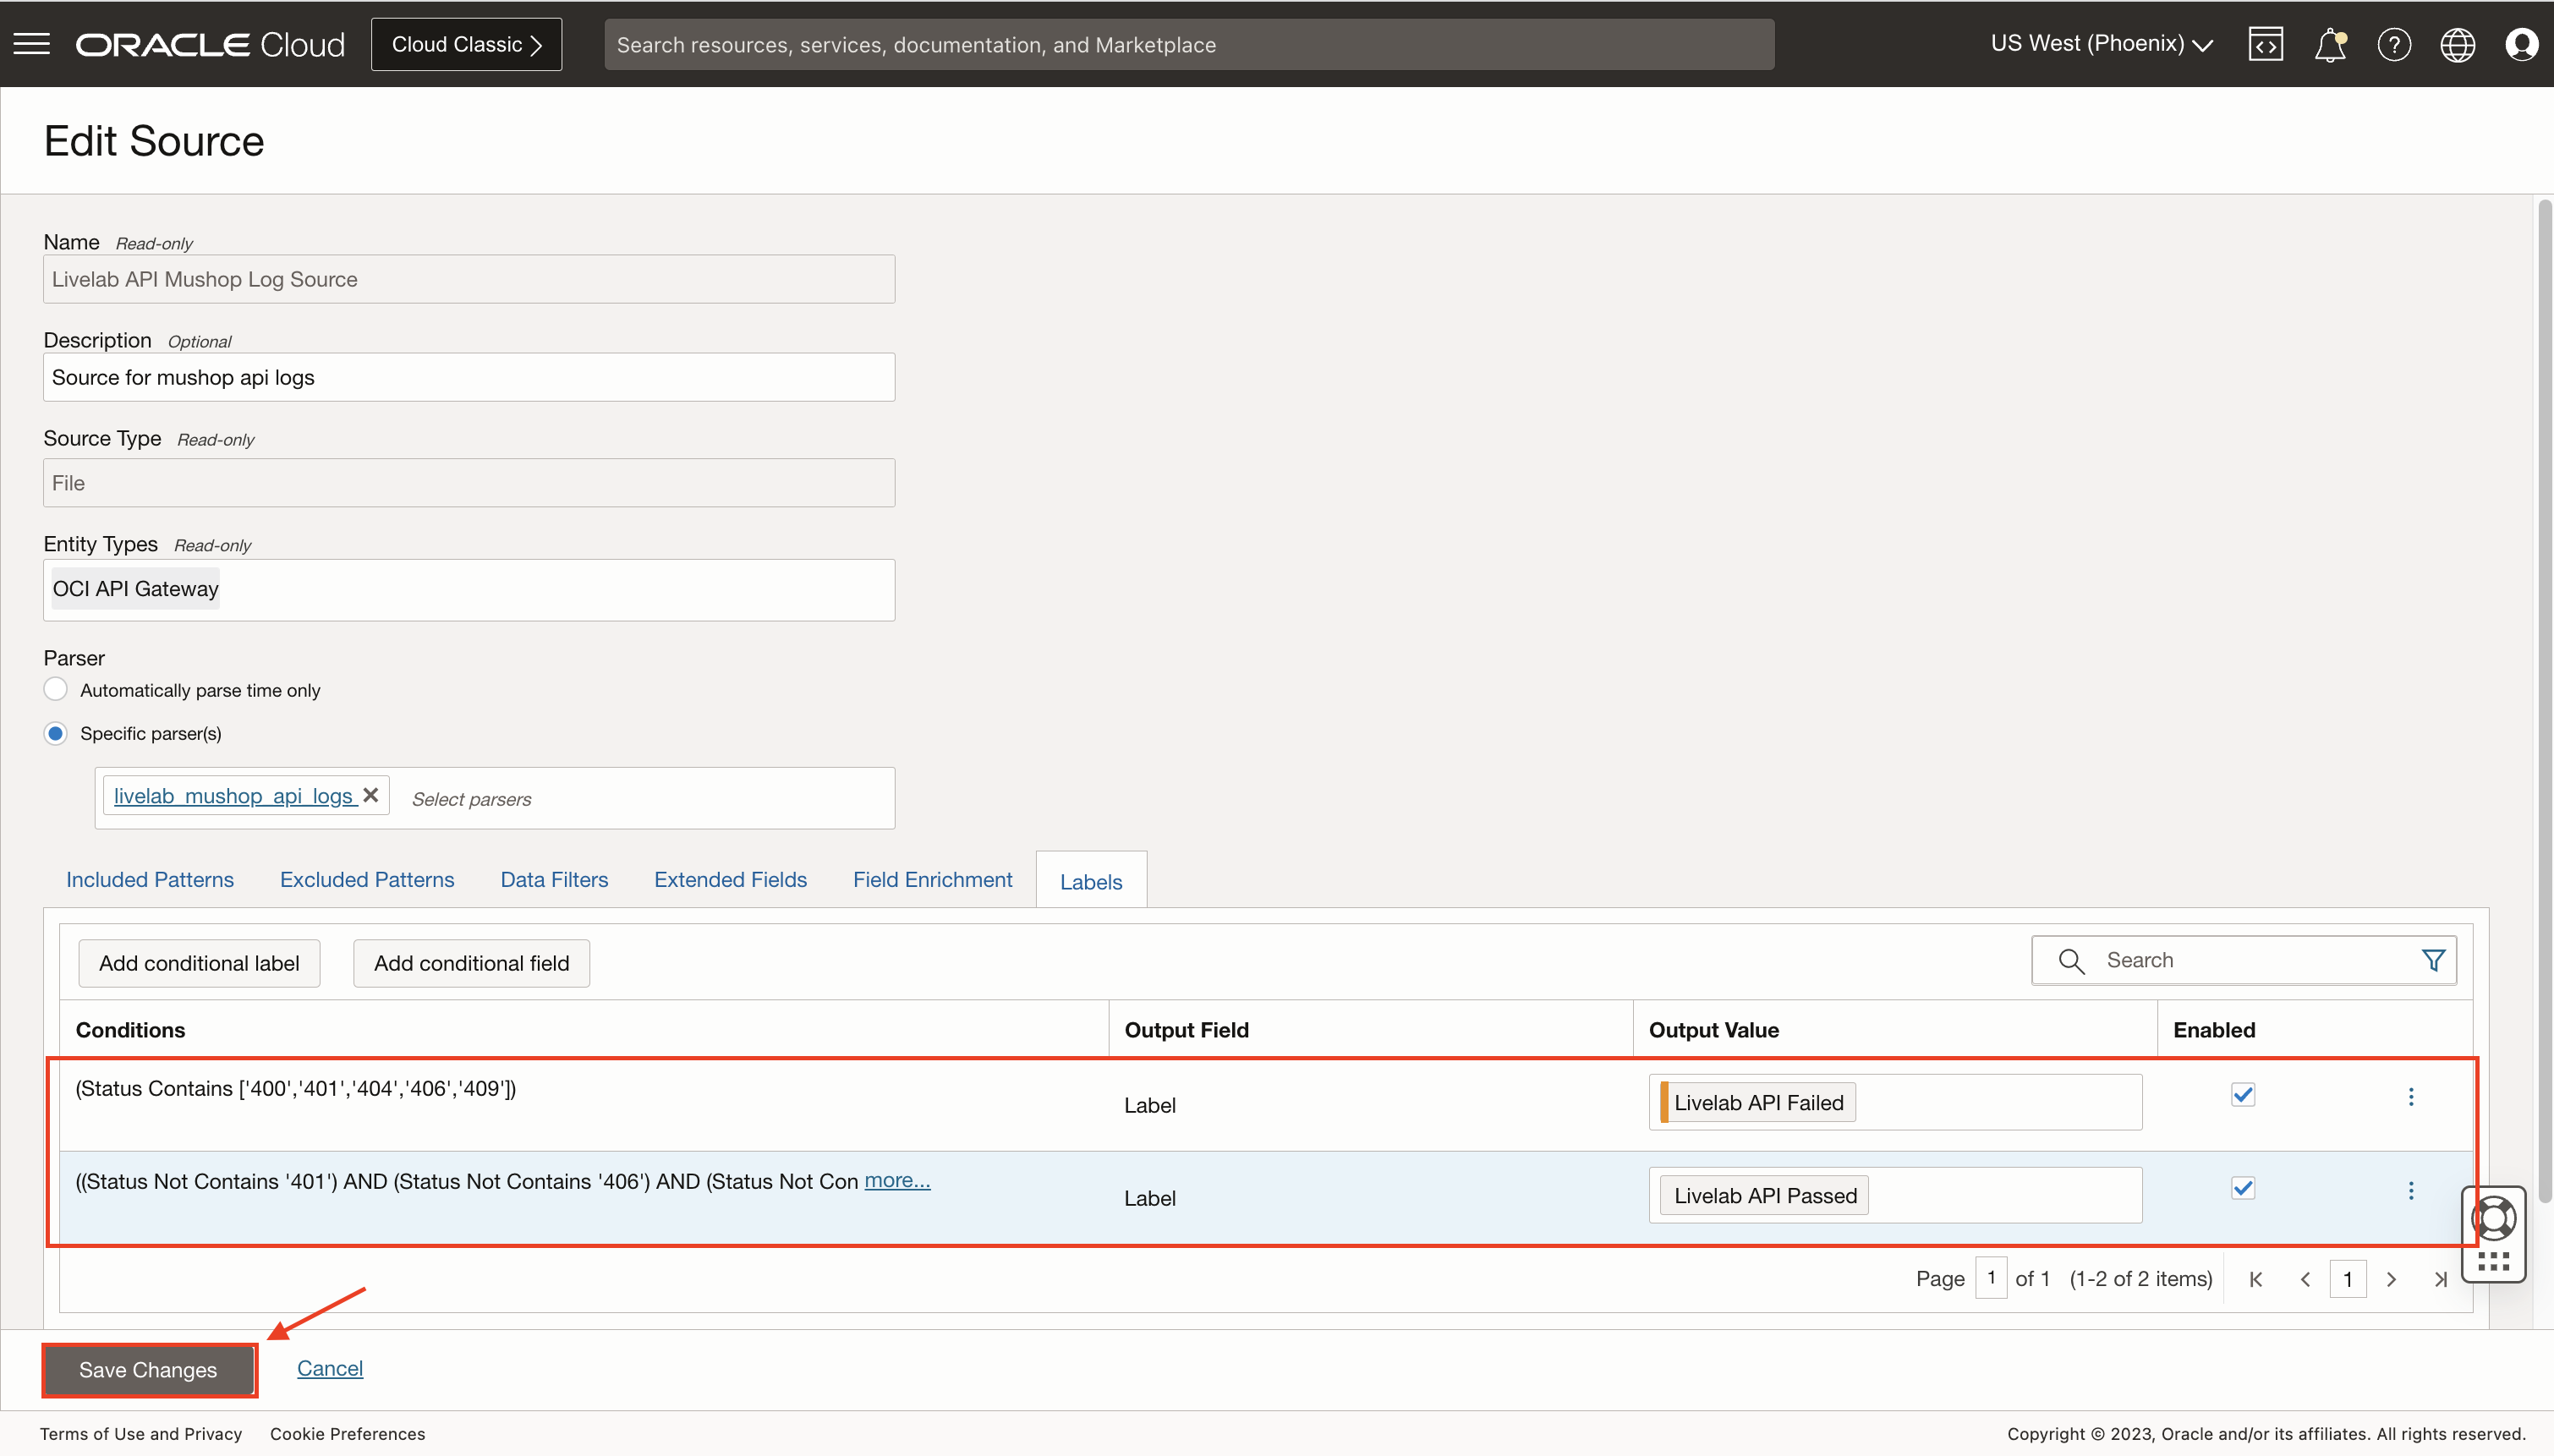 ORACLE Cloud Cloud Classic Search resources, services, documentation, and Marketplace US West (Phoenix)
Edit Source
Name Read-only
Livelab API Mushop Log Source
Description Optional
Source for mushop api logs
Source Type Read-only
File
Entity Types Read-only
OCI API Gateway
Parser
Automatically parse time only
Specific parser(s)
livelab_mushop_api_logs Select parsers
Included Patterns Excluded Patterns Data Filters Extended Fields Field Enrichment Labels
Add conditional label Add conditional field Search
Conditions Output Field Output Value Enabled
(Status Contains ['400','401','404','406','409']) Label Livelab API Failed
((Status Not Contains '401') AND (Status Not Contains '406') AND (Status Not Con more... Label Livelab API Passed
Page 1 of 1 (1-2 of 2 items) 1
Save Changes Cancel
Terms of Use and Privacy Cookie Preferences Copyright © 2023, Oracle and/or its affiliates. All rights reserved.